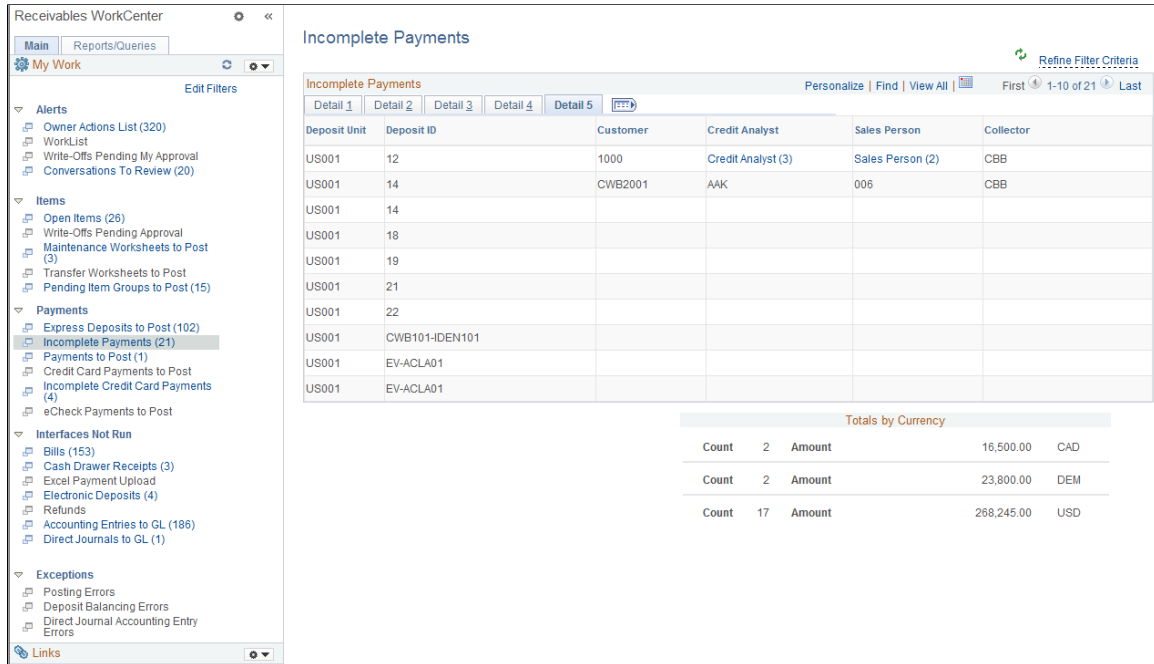 Receivables WorkCenter
Main
Reports/Queries
My Work
Edit Filters
Alerts
Owner Actions List (320)
WorkList
Write-Offs Pending My Approval
Conversations To Review (20)
Items
Open Items (26)
Write-Offs Pending Approval
Maintenance Worksheets to Post
(3)
Transfer Worksheets to Post
Pending Item Groups to Post (15)
Payments
Express Deposits to Post (102)
Incomplete Payments (21)
Payments to Post (1)
Credit Card Payments to Post
Incomplete Credit Card Payments
(4)
eCheck Payments to Post
Interfaces Not Run
Bills (153)
Cash Drawer Receipts (3)
Excel Payment Upload
Electronic Deposits (4)
Refunds
Accounting Entries to GL (186)
Direct Journals to GL (1)
Exceptions
Posting Errors
Deposit Balancing Errors
Direct Journal Accounting Entry
Errors
Links
Incomplete Payments
Refine Filter Criteria
Incomplete Payments
Personalize | Find | View All |
First 1-10 of 21 Last
Detail 1 Detail 2 Detail 3 Detail 4 Detail 5
Deposit Unit Deposit ID Customer Credit Analyst Sales Person Collector
US001 12 1000 Credit Analyst (3) Sales Person (2) CBB
US001 14 CWB2001 AAK 006 CBB
US001 14
US001 18
US001 19
US001 21
US001 22
US001 CWB101-IDEN101
US001 EV-ACLA01
US001 EV-ACLA01
Totals by Currency
Count 2 Amount 16,500.00 CAD
Count 2 Amount 23,800.00 DEM
Count 17 Amount 268,245.00 USD